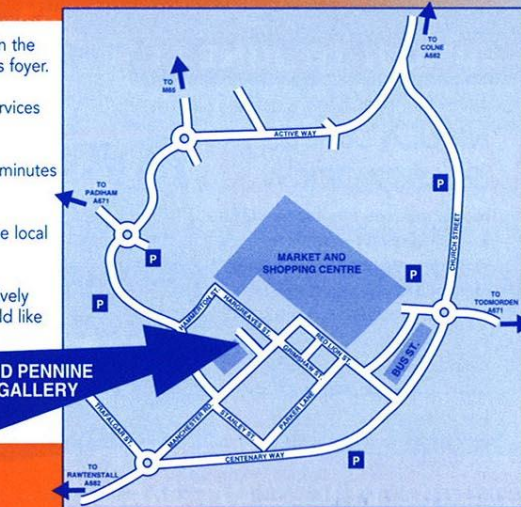 n the
s foyer.
rvices
minutes
e local
vely
ld like
D PENNINE
GALLERY
TO
COLNE
A682
TO
M65
ACTIVE WAY
TO
PADIHAM
A671
P
P
P
P
P
MARKET AND
SHOPPING CENTRE
CHURCH STREET
TO
TODMORDEN
A671
HAMMERTON ST.
HARGREAVES ST.
RED LION ST.
GRIMSHAW ST.
BUS ST.
PARKER LANE
STANLEY ST.
MANCHESTER RD.
TRAFALGAR ST.
CENTENARY WAY
TO
RAWTENSTALL
A682